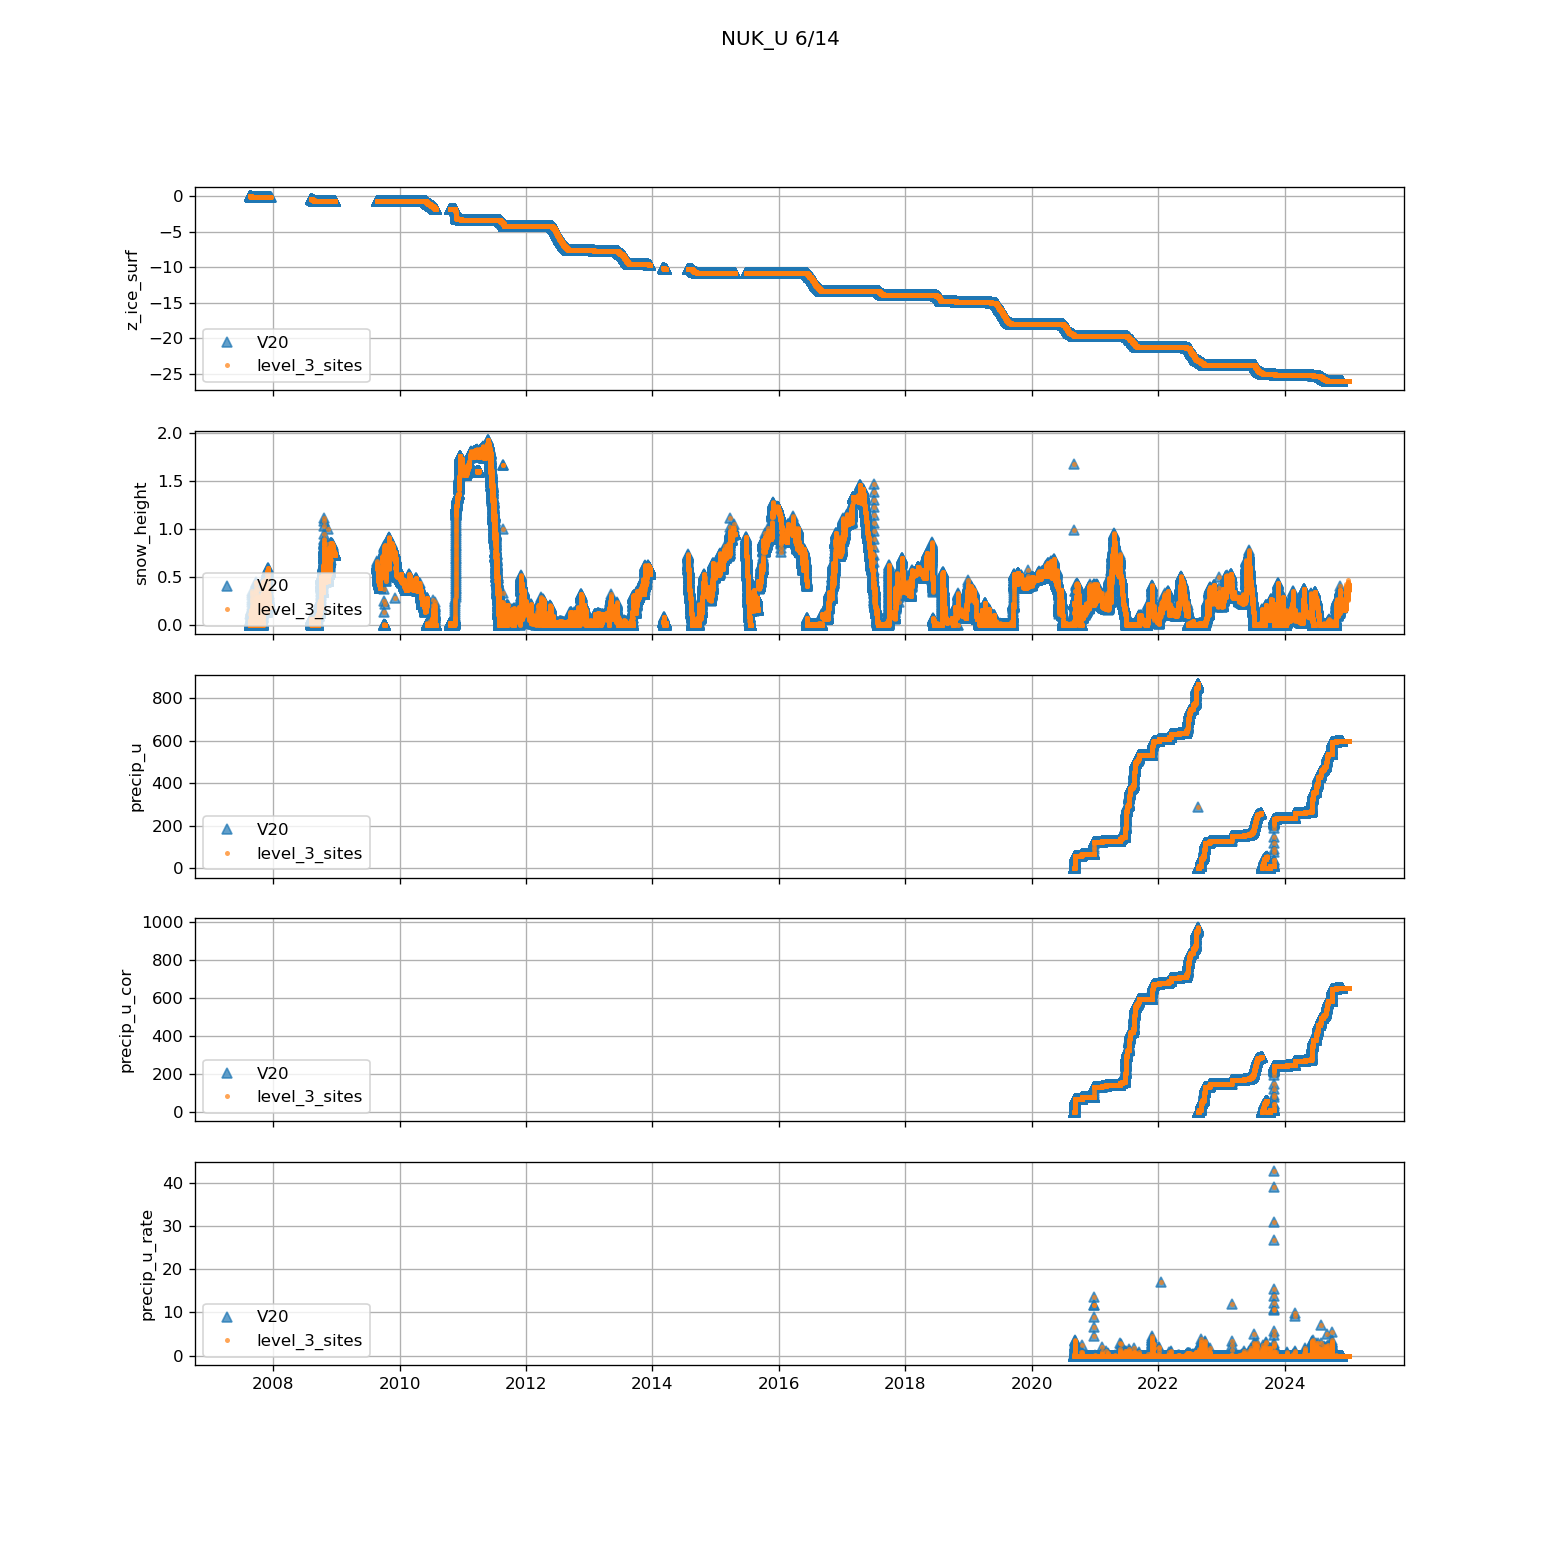 NUK_U 6/14
z_ice_surf
0
−5
−10
−15
−20
−25
V20
level_3_sites
snow_height
2.0
1.5
1.0
0.5
0.0
V20
level_3_sites
precip_u
800
600
400
200
0
V20
level_3_sites
precip_u_cor
1000
800
600
400
200
0
V20
level_3_sites
precip_u_rate
40
30
20
10
0
V20
level_3_sites
2008 2010 2012 2014 2016 2018 2020 2022 2024